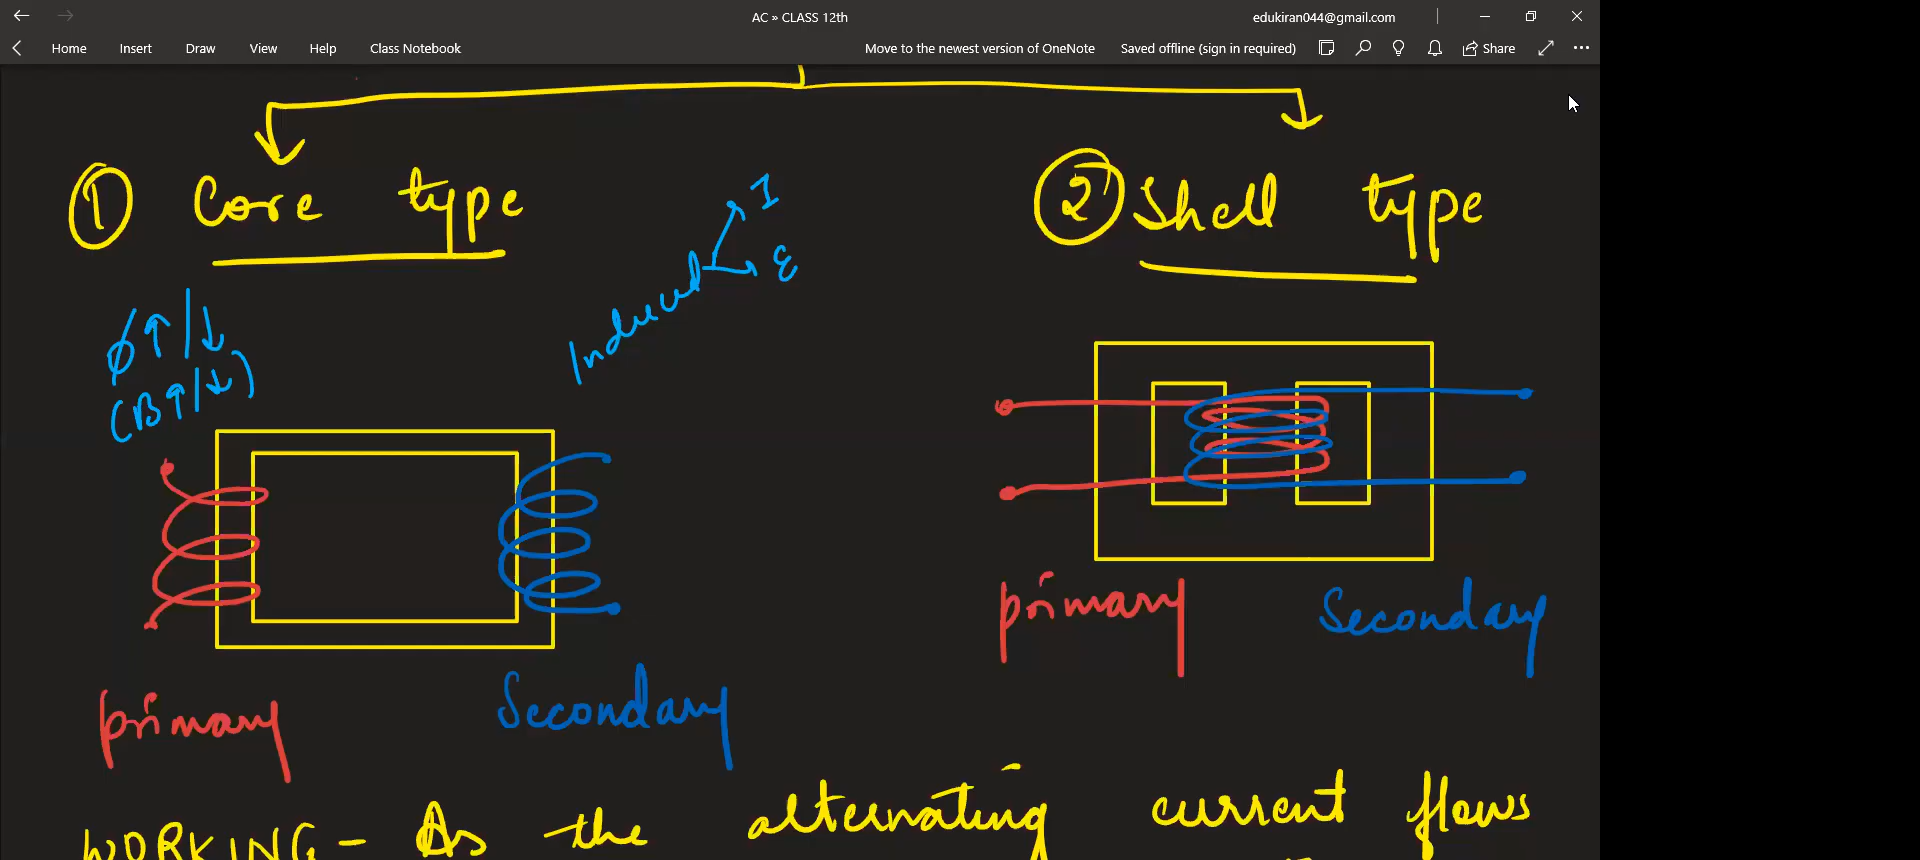 AC » CLASS 12th
edukiran044@gmail.com
Home Insert Draw View Help Class Notebook
Move to the newest version of OneNote Saved offline (sign in required) Share
① Core type
② Shell type
Induced I
ε
ϕ↑/↓
(B↑/↓)
primary
Secondary
primary
Secondary
WORKING - As the alternating current flows